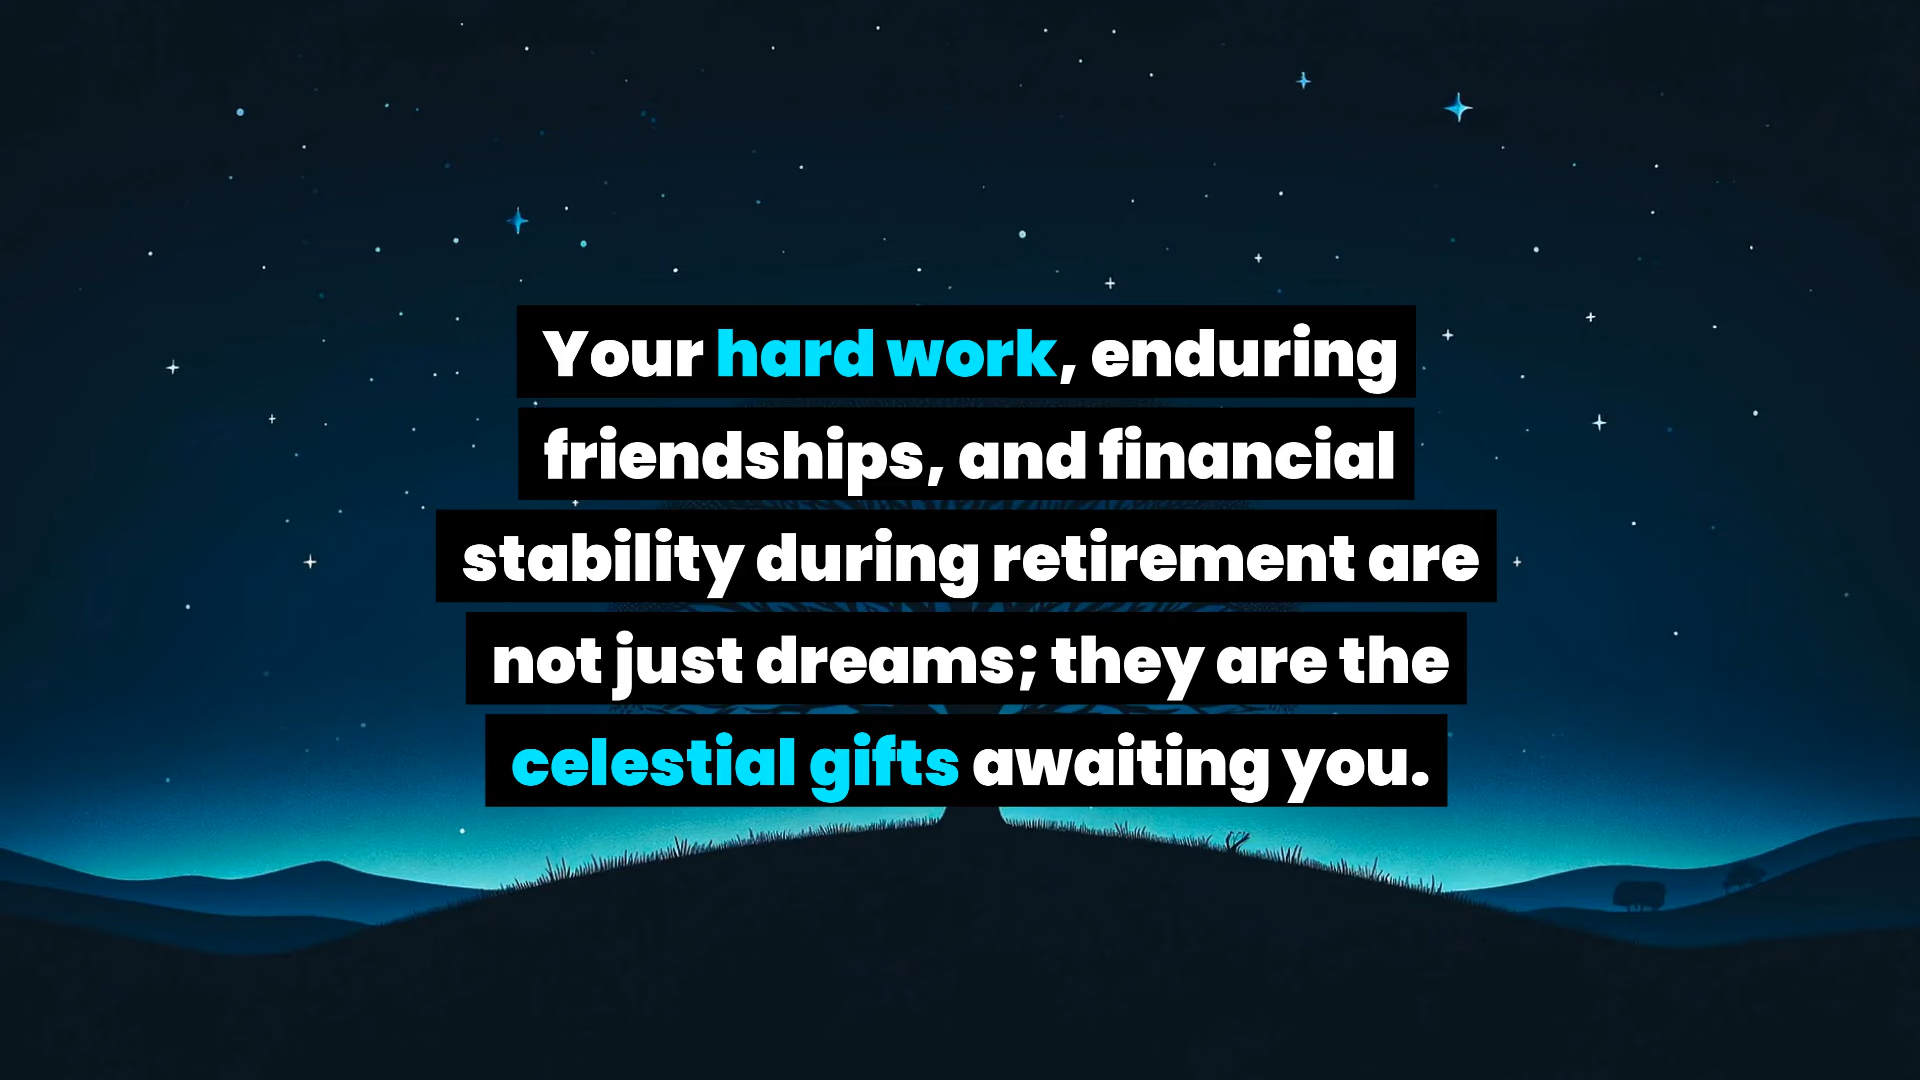 Your hard work, enduring
friendships, and financial
stability during retirement are
not just dreams; they are the
celestial gifts awaiting you.